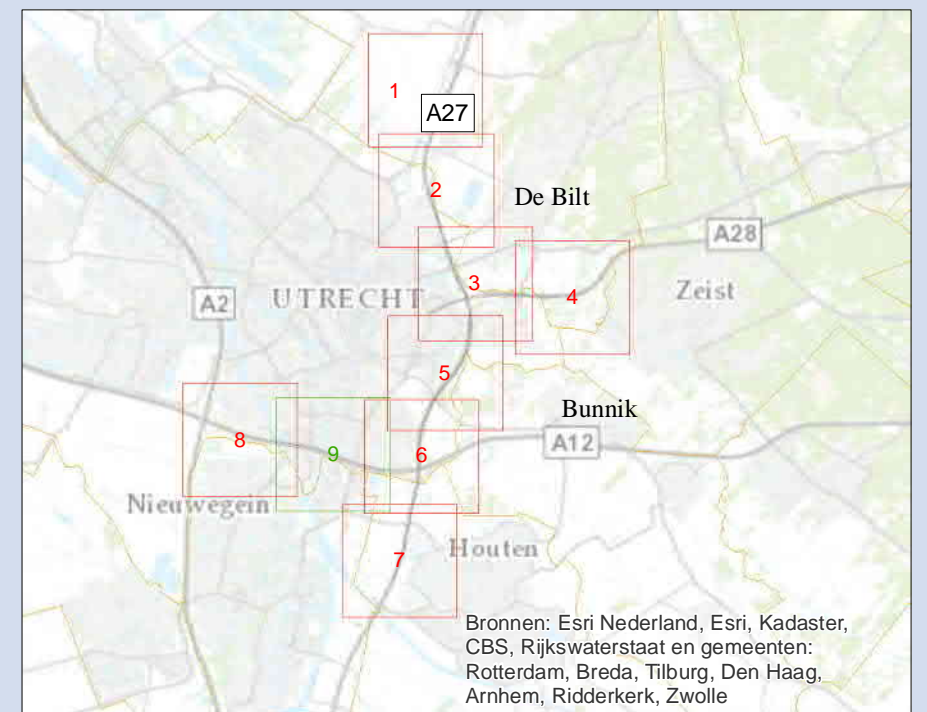 1
A27
2
De Bilt
A28
3
4
Zeist
A2
UTRECHT
5
Bunnik
8
9
6
A12
Nieuwegein
7
Houten
Bronnen: Esri Nederland, Esri, Kadaster,
CBS, Rijkswaterstaat en gemeenten:
Rotterdam, Breda, Tilburg, Den Haag,
Arnhem, Ridderkerk, Zwolle